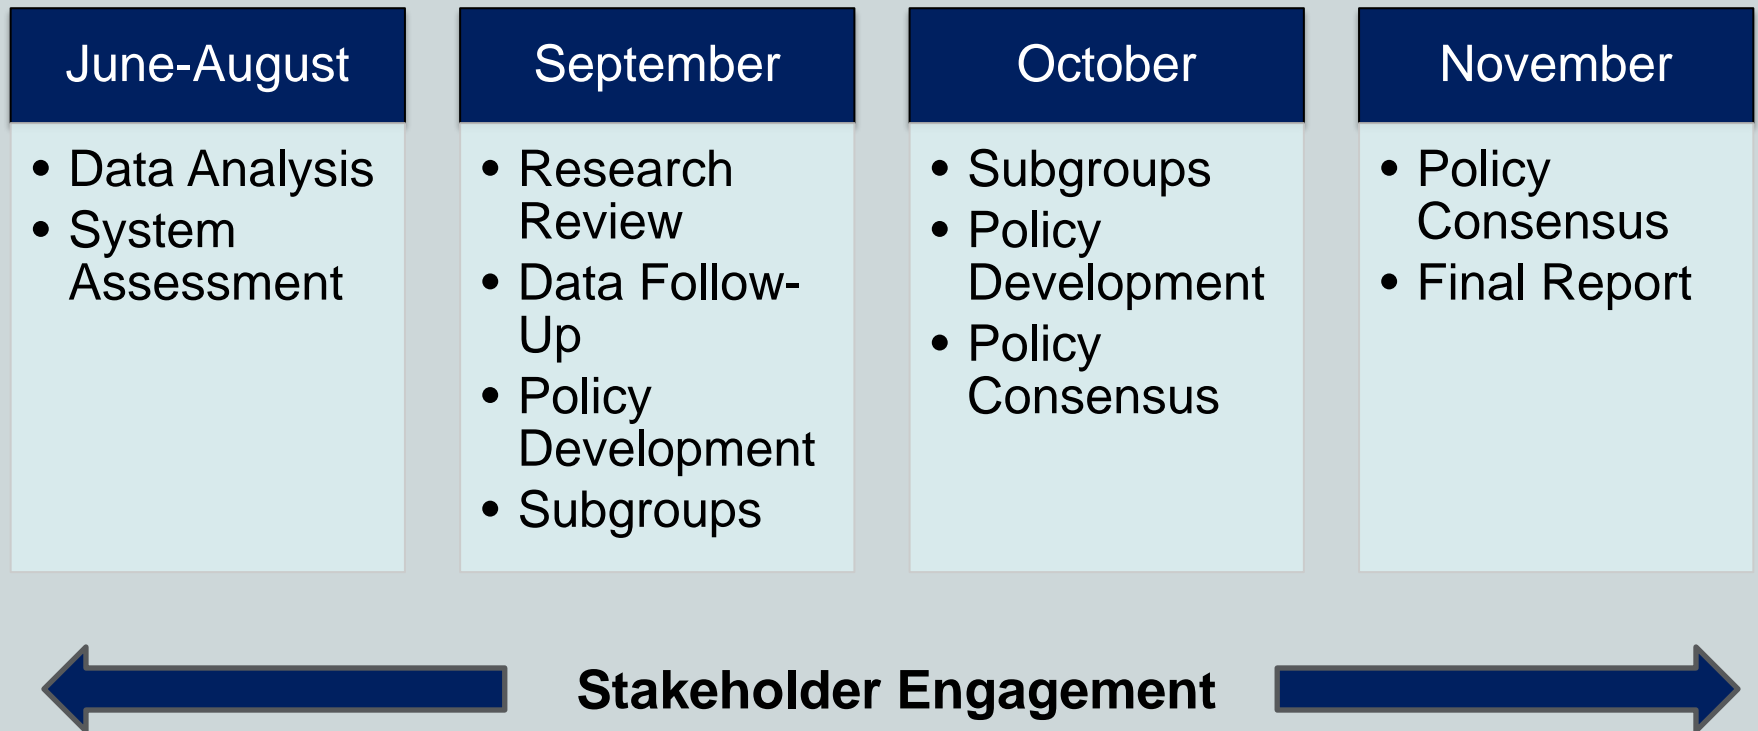 June-August
• Data Analysis
• System
Assessment
September
• Research
Review
• Data Follow-
Up
• Policy
Development
• Subgroups
October
• Subgroups
• Policy
Development
• Policy
Consensus
November
• Policy
Consensus
• Final Report
Stakeholder Engagement